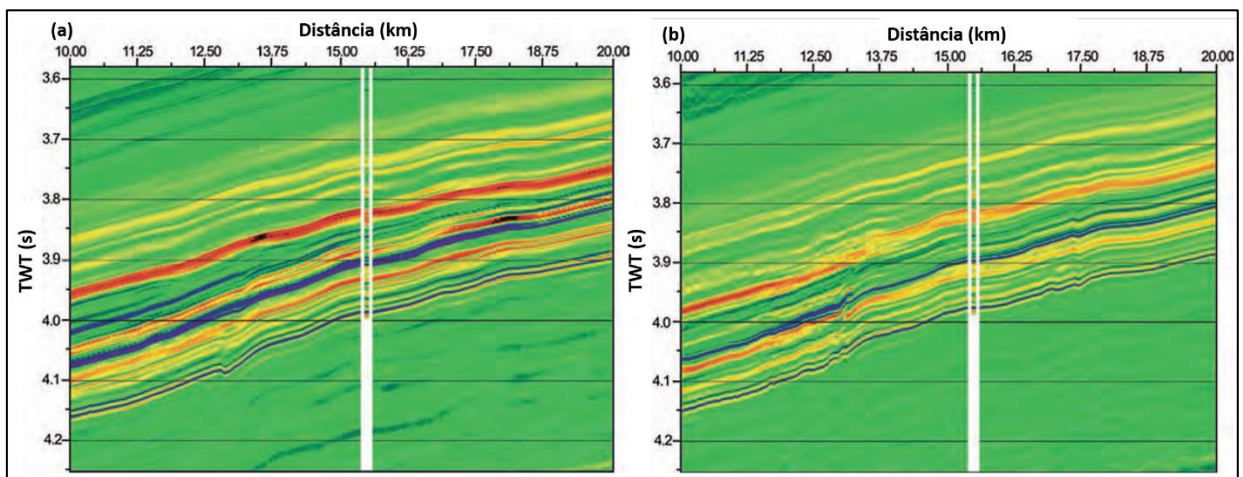 (a) Distância (km)
10.00 11.25 12.50 13.75 15.00 16.25 17.50 18.75 20.00
TWT (s)
3.6
3.7
3.8
3.9
4.0
4.1
4.2
(b) Distância (km)
10.00 11.25 12.50 13.75 15.00 15.25 17.50 18.75 20.00
TWT (s)
3.6
3.7
3.8
3.9
4.0
4.1
4.2